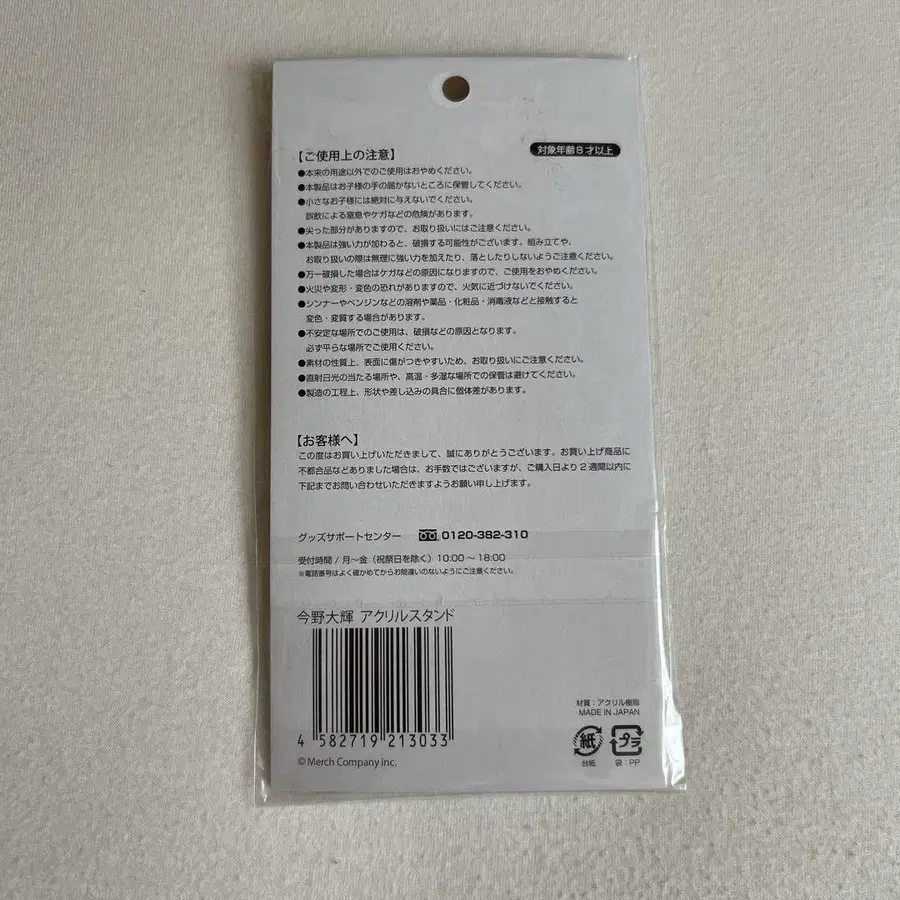 【ご使用上の注意】
対象年齢8才以上
●本来の用途以外でのご使用はおやめください。
●本製品はお子様の手の届かないところに保管してください。
●小さなお子様には絶対に与えないでください。
誤飲による窒息やケガなどの危険があります。
●尖った部分がありますので、お取り扱いにはご注意ください。
●本製品は強い力が加わると、破損する可能性がございます。組み立てや、
お取り扱いの際は無理に強い力を加えたり、落としたりしないようご注意ください。
●万一破損した場合はケガなどの原因になりますので、ご使用をおやめください。
●火災や変形・変色の恐れがありますので、火気に近づけないでください。
●シンナーやベンジンなどの溶剤や薬品・化粧品・消毒液などと接触すると
変色・変質する場合があります。
●不安定な場所でのご使用は、破損などの原因となります。
必ず平らな場所でご使用ください。
●素材の性質上、表面に傷がつきやすいため、お取り扱いにご注意ください。
●直射日光の当たる場所や、高温・多湿な場所での保管は避けてください。
●製造の工程上、形状や差し込みの具合に個体差があります。
【お客様へ】
この度はお買い上げいただきまして、誠にありがとうございます。お買い上げ商品に
不都合品などありました場合は、お手数ではございますが、ご購入日より2週間以内に
下記までお問い合わせいただきますようお願い申し上げます。
グッズサポートセンター 0120-382-310
受付時間/月〜金（祝祭日を除く）10:00〜18:00
※電話番号はよく確かめてからお間違いのないようにご注意ください。
今野大輝 アクリルスタンド
4 582719 213033
© Merch Company inc.
材質：アクリル樹脂
MADE IN JAPAN
紙 プラ
台紙 袋：PP